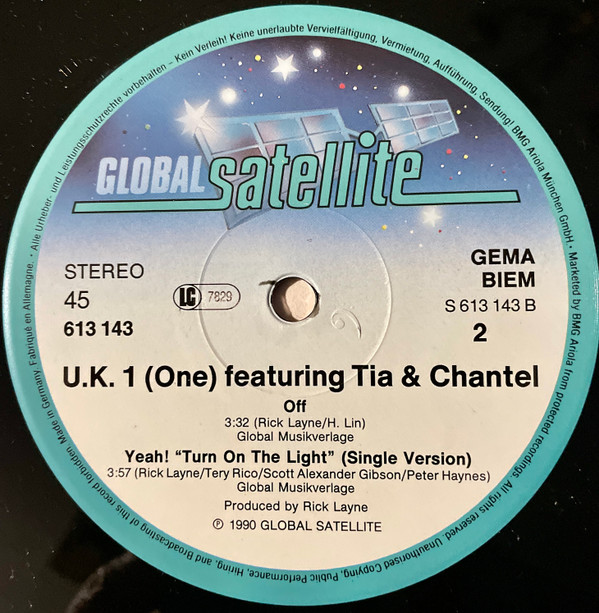 Alle Urheber- und Leistungsschutzrechte vorbehalten – Kein Verleih! Keine unerlaubte Vervielfältigung, Vermietung, Aufführung, Sendung! BMG Ariola München GmbH • Marketed by BMG Ariola from protected recordings. All rights reserved. Unauthorised Copying, Public Performance, Hiring, and Broadcasting of this record forbidden Made in Germany Fabriqué en Allemagne. •
GLOBAL
satellite
STEREO
45
613 143
LC 7829
GEMA
BIEM
S 613 143 B
2
U.K. 1 (One) featuring Tia & Chantel
Off
3:32 (Rick Layne/H. Lin)
Global Musikverlage
Yeah! “Turn On The Light” (Single Version)
3:57 (Rick Layne/Tery Rico/Scott Alexander Gibson/Peter Haynes)
Global Musikverlage
Produced by Rick Layne
℗ 1990 GLOBAL SATELLITE